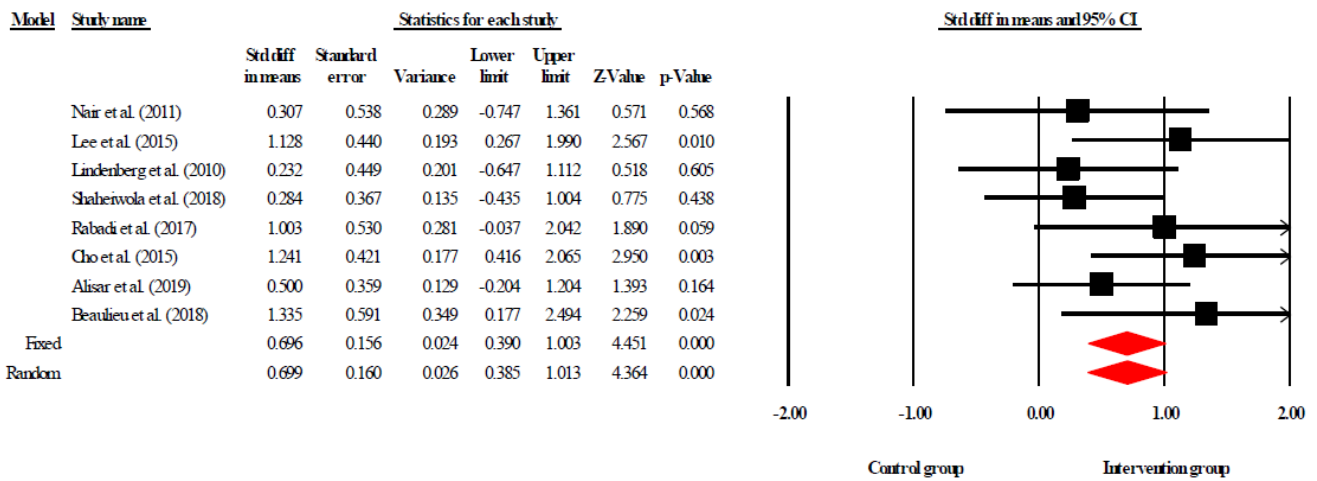 Model Study name Statistics for each study Std diff in means and 95% CI
Std diff Standard Lower Upper
in means error Variance limit limit Z-Value p-Value
Nair et al. (2011) 0.307 0.538 0.289 -0.747 1.361 0.571 0.568
Lee et al. (2015) 1.128 0.440 0.193 0.267 1.990 2.567 0.010
Lindenberg et al. (2010) 0.232 0.449 0.201 -0.647 1.112 0.518 0.605
Shaheiwola et al. (2018) 0.284 0.367 0.135 -0.435 1.004 0.775 0.438
Rabadi et al. (2017) 1.003 0.530 0.281 -0.037 2.042 1.890 0.059
Cho et al. (2015) 1.241 0.421 0.177 0.416 2.065 2.950 0.003
Alisar et al. (2019) 0.500 0.359 0.129 -0.204 1.204 1.393 0.164
Beaulieu et al. (2018) 1.335 0.591 0.349 0.177 2.494 2.259 0.024
Fixed 0.696 0.156 0.024 0.390 1.003 4.451 0.000
Random 0.699 0.160 0.026 0.385 1.013 4.364 0.000
-2.00 -1.00 0.00 1.00 2.00
Control group Intervention group